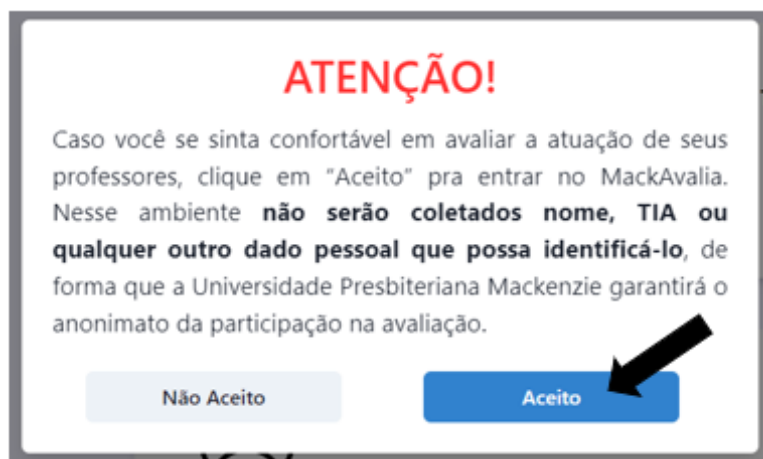 ATENÇÃO!
Caso você se sinta confortável em avaliar a atuação de seus
professores, clique em “Aceito” pra entrar no MackAvalia.
Nesse ambiente não serão coletados nome, TIA ou
qualquer outro dado pessoal que possa identificá-lo, de
forma que a Universidade Presbiteriana Mackenzie garantirá o
anonimato da participação na avaliação.
Não Aceito
Aceito